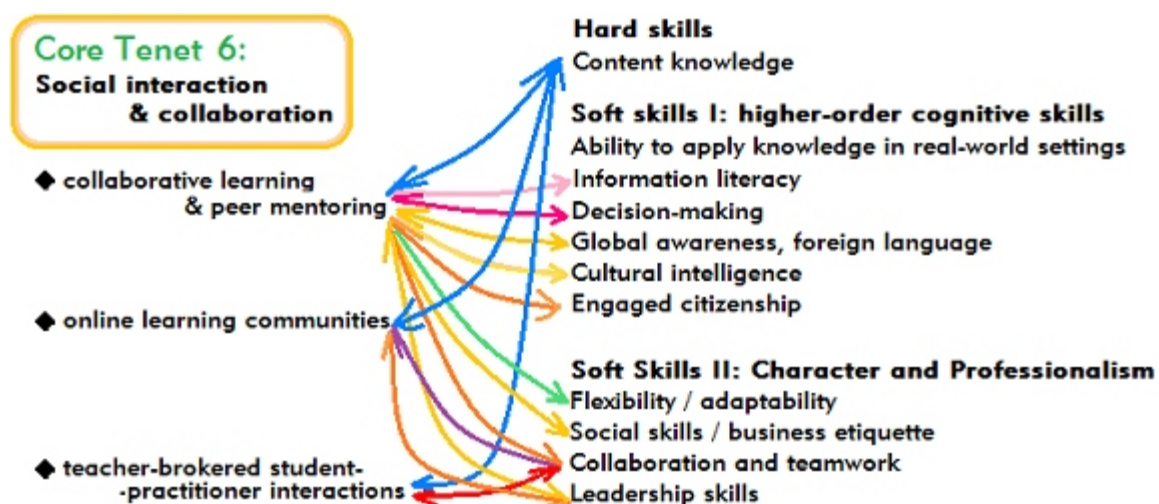 Core Tenet 6:
Social interaction
& collaboration
◆ collaborative learning
& peer mentoring
◆ online learning communities
◆ teacher-brokered student-
-practitioner interactions
Hard skills
Content knowledge
Soft skills I: higher-order cognitive skills
Ability to apply knowledge in real-world settings
Information literacy
Decision-making
Global awareness, foreign language
Cultural intelligence
Engaged citizenship
Soft Skills II: Character and Professionalism
Flexibility / adaptability
Social skills / business etiquette
Collaboration and teamwork
Leadership skills